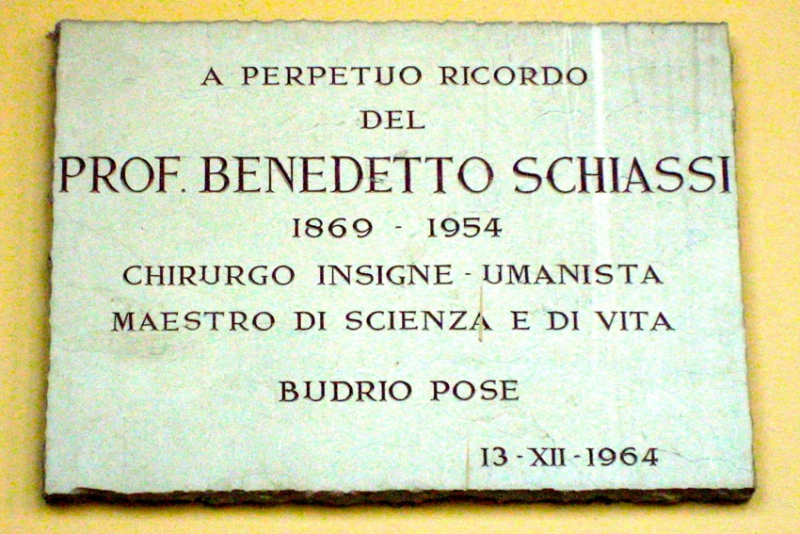 A PERPETUO RICORDO
DEL
PROF. BENEDETTO SCHIASSI
1869 - 1954
CHIRURGO INSIGNE - UMANISTA
MAESTRO DI SCIENZA E DI VITA
BUDRIO POSE
13 - XII - 1964